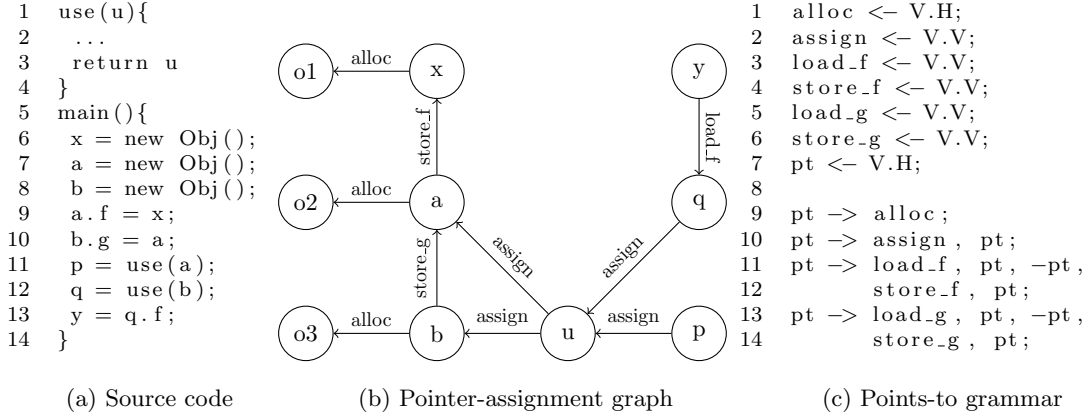 1 use(u){
2 ...
3 return u
4 }
5 main(){
6 x = new Obj();
7 a = new Obj();
8 b = new Obj();
9 a.f = x;
10 b.g = a;
11 p = use(a);
12 q = use(b);
13 y = q.f;
14 }
(a) Source code
o1 alloc x y
store_f load_f
o2 alloc a q
store_g assign assign
o3 alloc b assign u assign p
(b) Pointer-assignment graph
1 alloc <- V.H;
2 assign <- V.V;
3 load_f <- V.V;
4 store_f <- V.V;
5 load_g <- V.V;
6 store_g <- V.V;
7 pt <- V.H;
8
9 pt -> alloc;
10 pt -> assign, pt;
11 pt -> load_f, pt, -pt,
12 store_f, pt;
13 pt -> load_g, pt, -pt,
14 store_g, pt;
(c) Points-to grammar